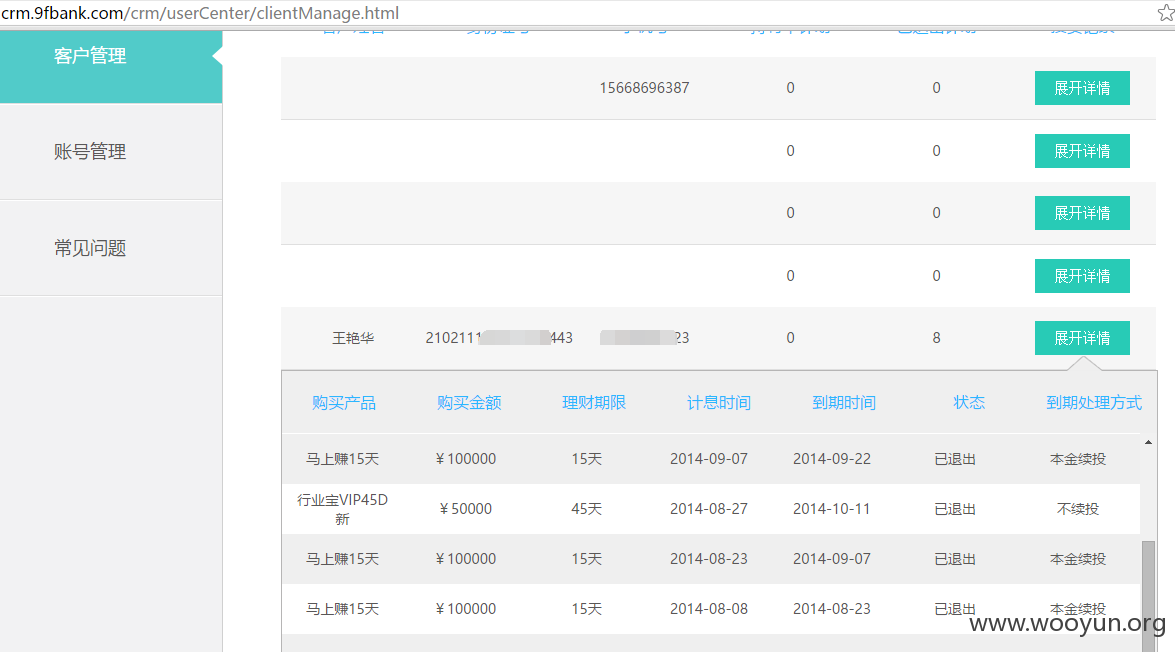 crm.9fbank.com/crm/userCenter/clientManage.html
客户管理
账号管理
常见问题
15668696387 0 0 展开详情
0 0 展开详情
0 0 展开详情
0 0 展开详情
王艳华 2102111 443 23 0 8 展开详情
购买产品 购买金额 理财期限 计息时间 到期时间 状态 到期处理方式
马上赚15天 ¥100000 15天 2014-09-07 2014-09-22 已退出 本金续投
行业宝VIP45D
新 ¥50000 45天 2014-08-27 2014-10-11 已退出 不续投
马上赚15天 ¥100000 15天 2014-08-23 2014-09-07 已退出 本金续投
马上赚15天 ¥100000 15天 2014-08-08 2014-08-23 已退出 本金续投
www.wooyun.org